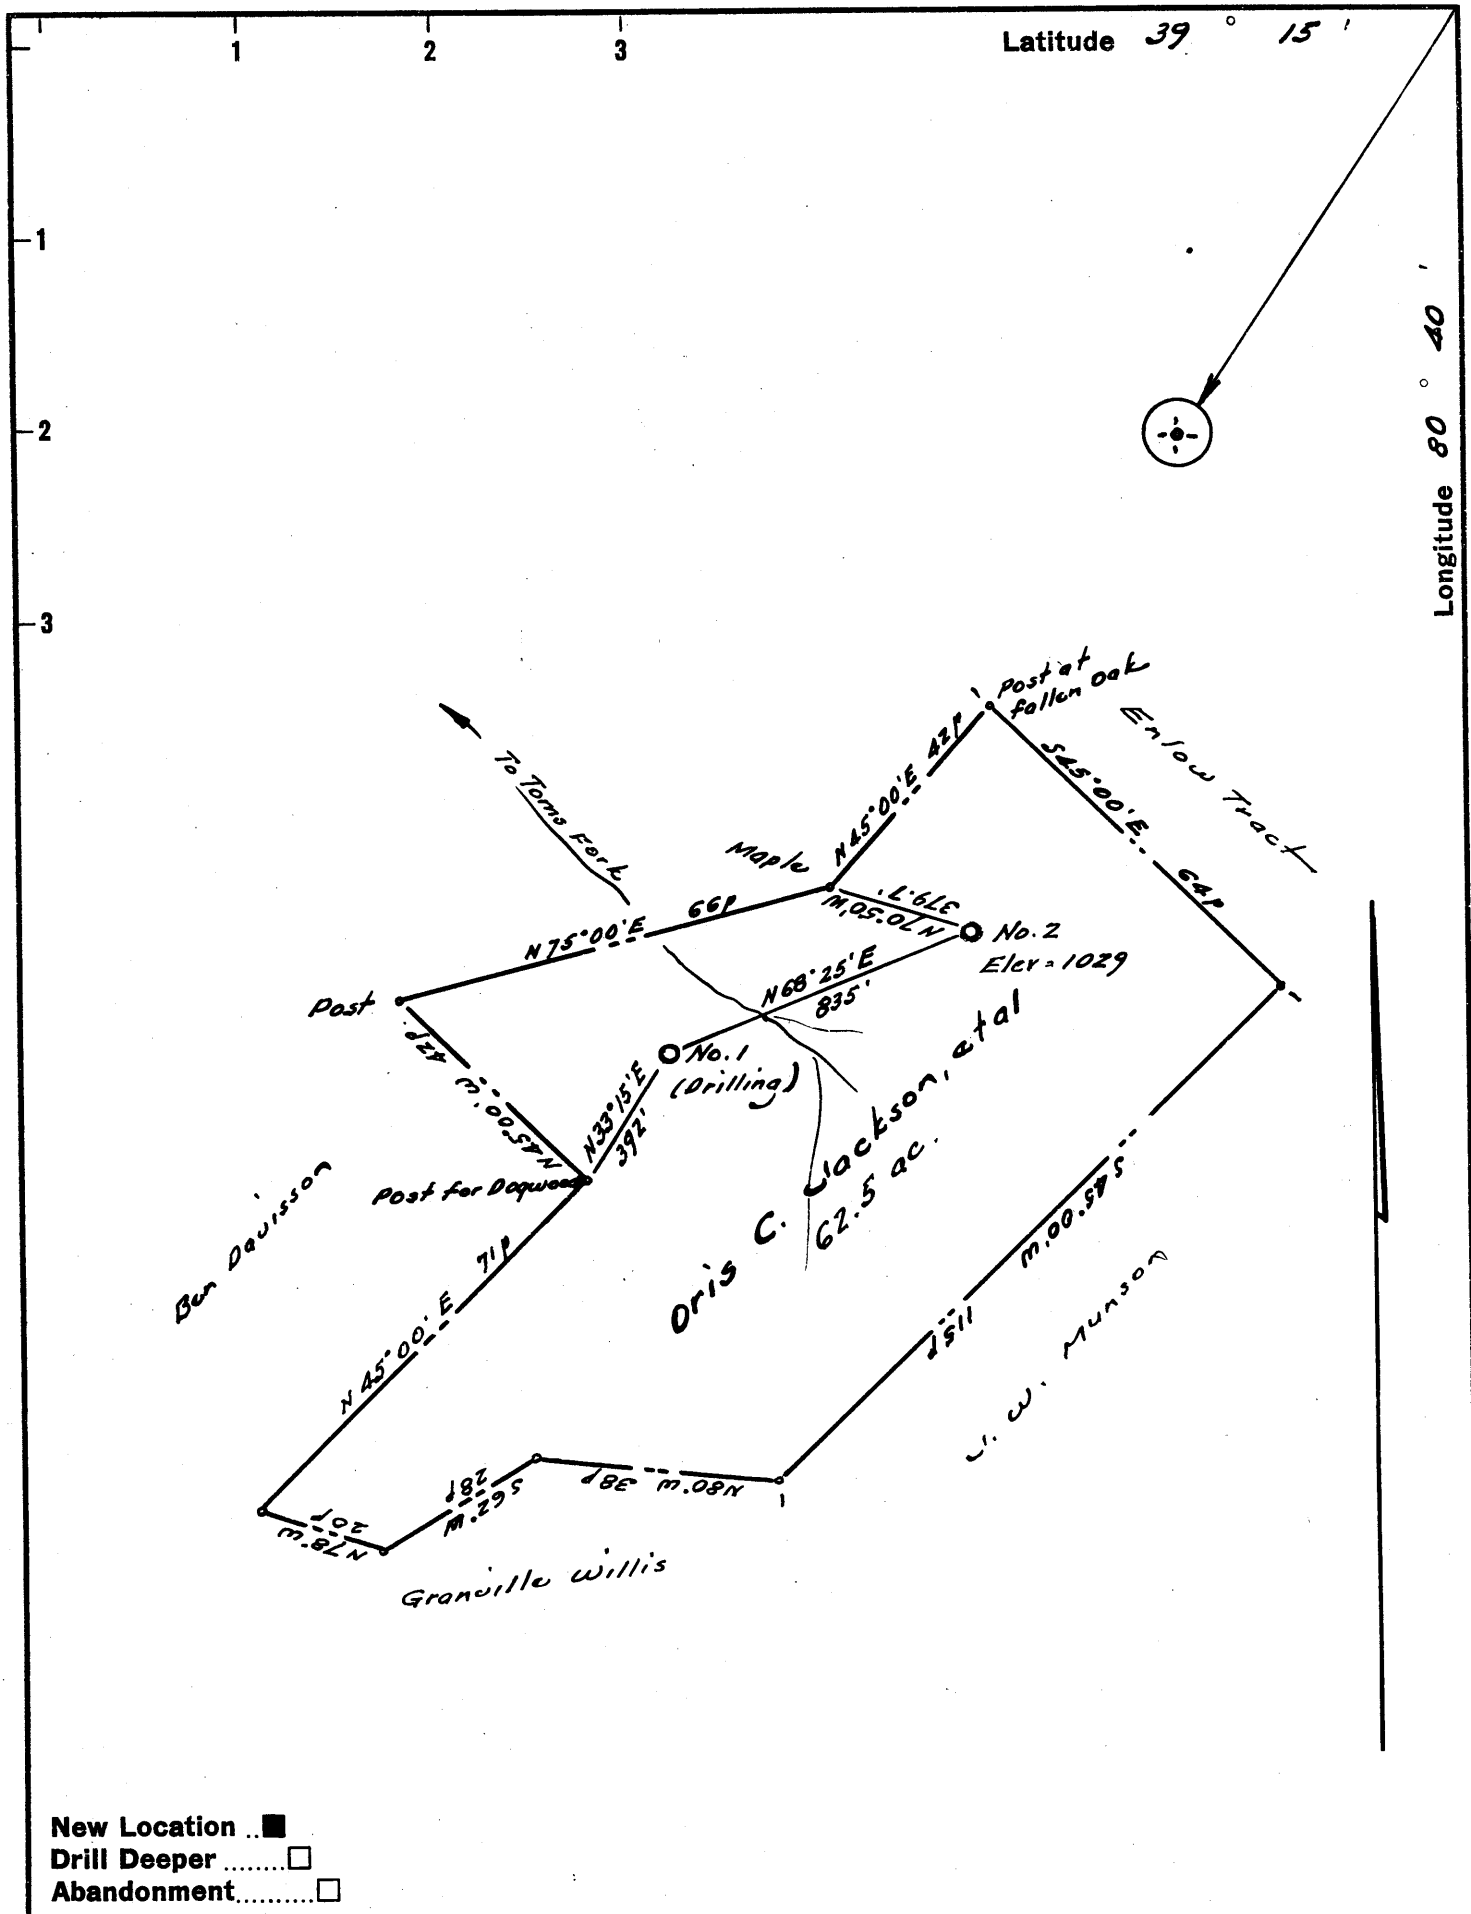 1
2
3
Latitude 39 ° 15 '
1
2
3
Longitude 80 ° 40 '
Post at
fallen Oak
Enlow Tract
To Toms Fork
N45°00'E 42P
S45°00'E 64P
Maple
N75°00'E 66P
379.7'
N70°50'W
No. 2
Elev = 1029
N68°25'E
835'
Post
42P N45°00'W
No. 1
(Drilling)
N33°15'E
392'
Post for Dogwood
Oris C. Jackson, etal
62.5 ac.
Ben Davisson
N45°00'E 71P
S45°00'W 115P
J. W. Munson
N80°W 38P
S62°W
28P
N78°W
20P
Granville Willis
New Location ..
Drill Deeper ........
Abandonment..........